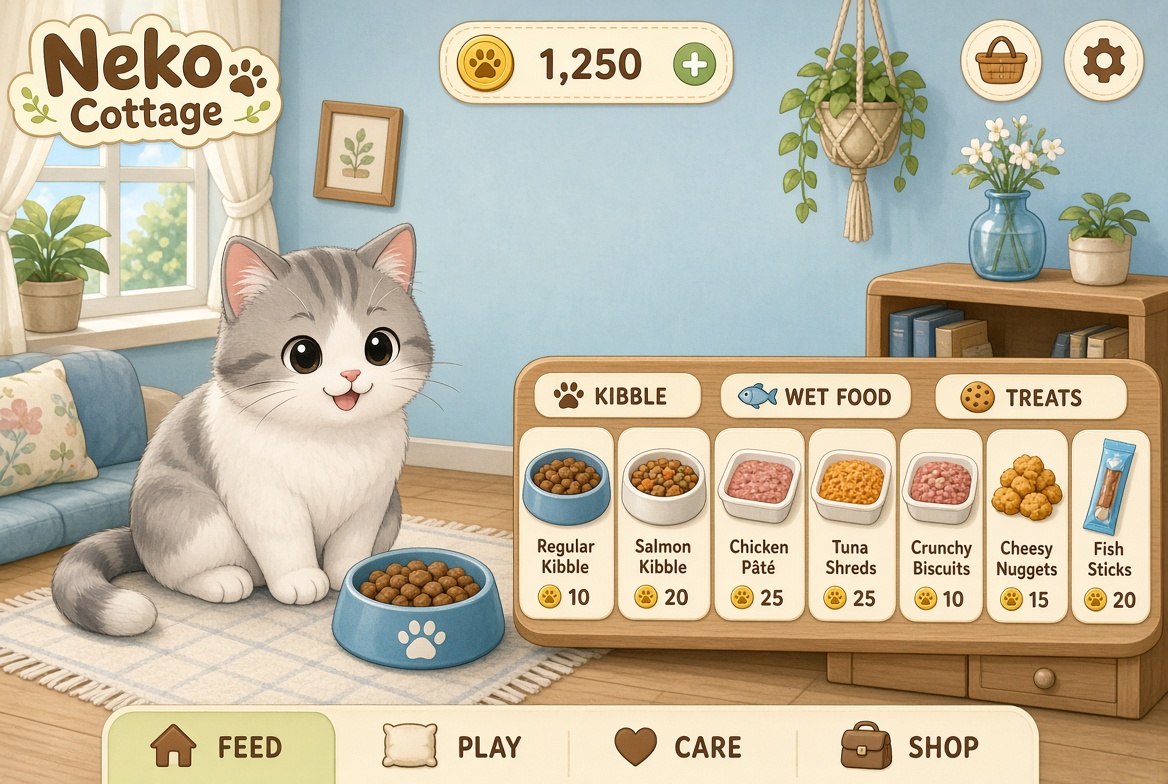 Neko
Cottage
1,250
KIBBLE
WET FOOD
TREATS
Regular
Kibble
10
Salmon
Kibble
20
Chicken
Pâté
25
Tuna
Shreds
25
Crunchy
Biscuits
10
Cheesy
Nuggets
15
Fish
Sticks
20
FEED
PLAY
CARE
SHOP